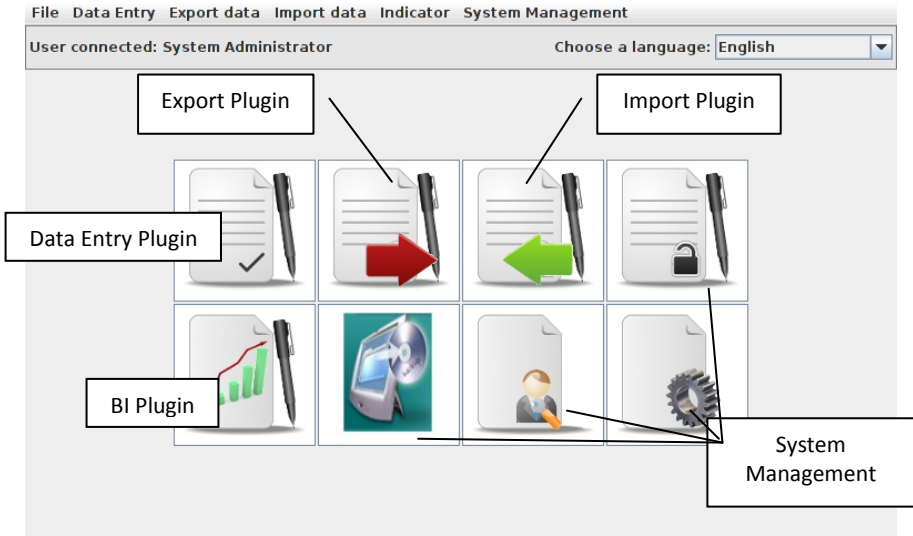 File Data Entry Export data Import data Indicator System Management
User connected: System Administrator
Choose a language: English
Export Plugin
Import Plugin
Data Entry Plugin
BI Plugin
System
Management